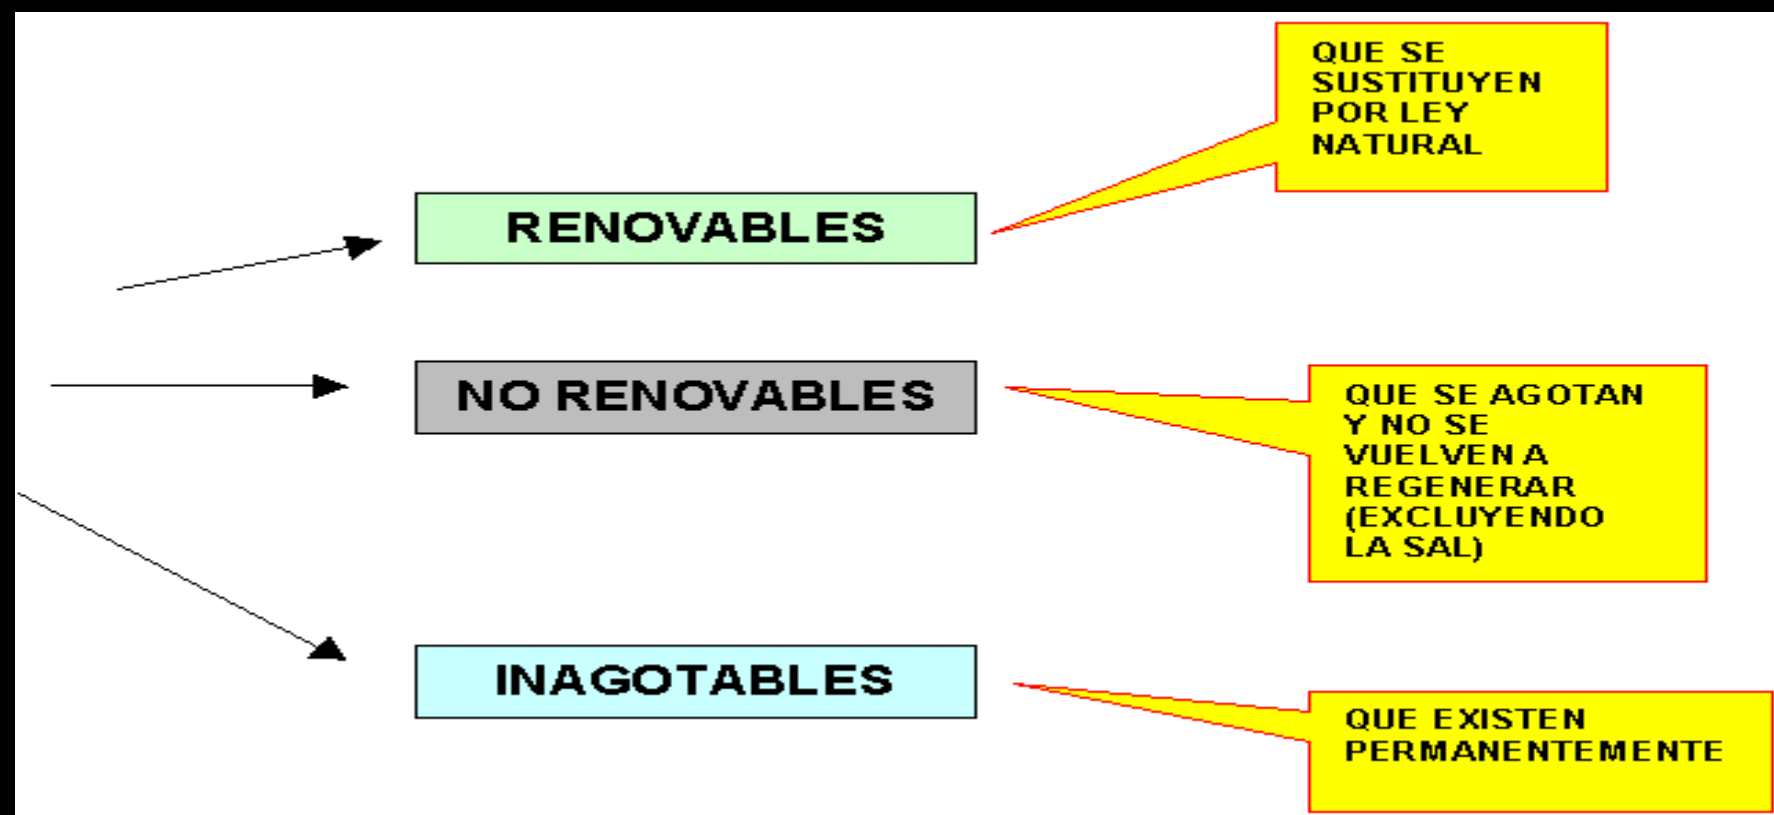 QUE SE
SUSTITUYEN
POR LEY
NATURAL
RENOVABLES
NO RENOVABLES
QUE SE AGOTAN
Y NO SE
VUELVEN A
REGENERAR
(EXCLUYENDO
LA SAL)
INAGOTABLES
QUE EXISTEN
PERMANENTEMENTE